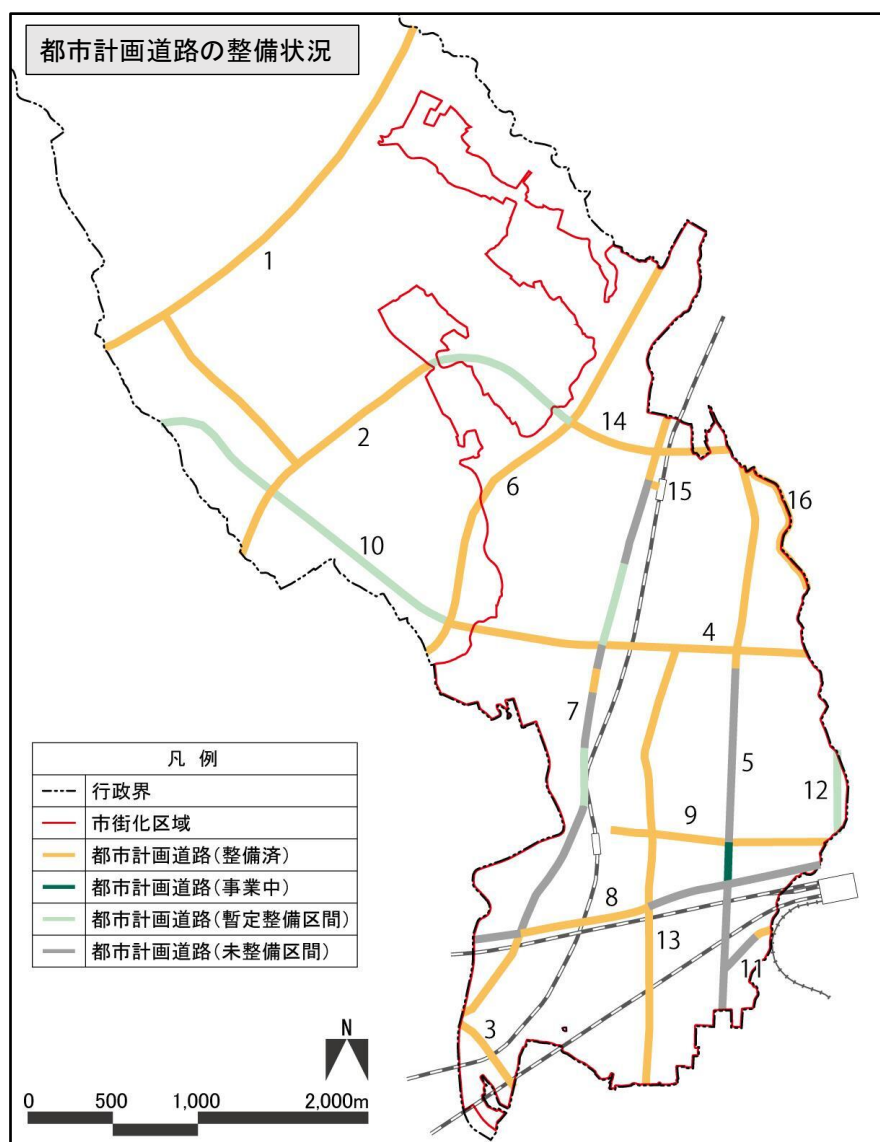 都市計画道路の整備状況
1
2
14
6
15
16
10
4
7
5
12
9
8
13
11
3
凡 例
行政界
市街化区域
都市計画道路(整備済)
都市計画道路(事業中)
都市計画道路(暫定整備区間)
都市計画道路(未整備区間)
N
0 500 1,000 2,000m